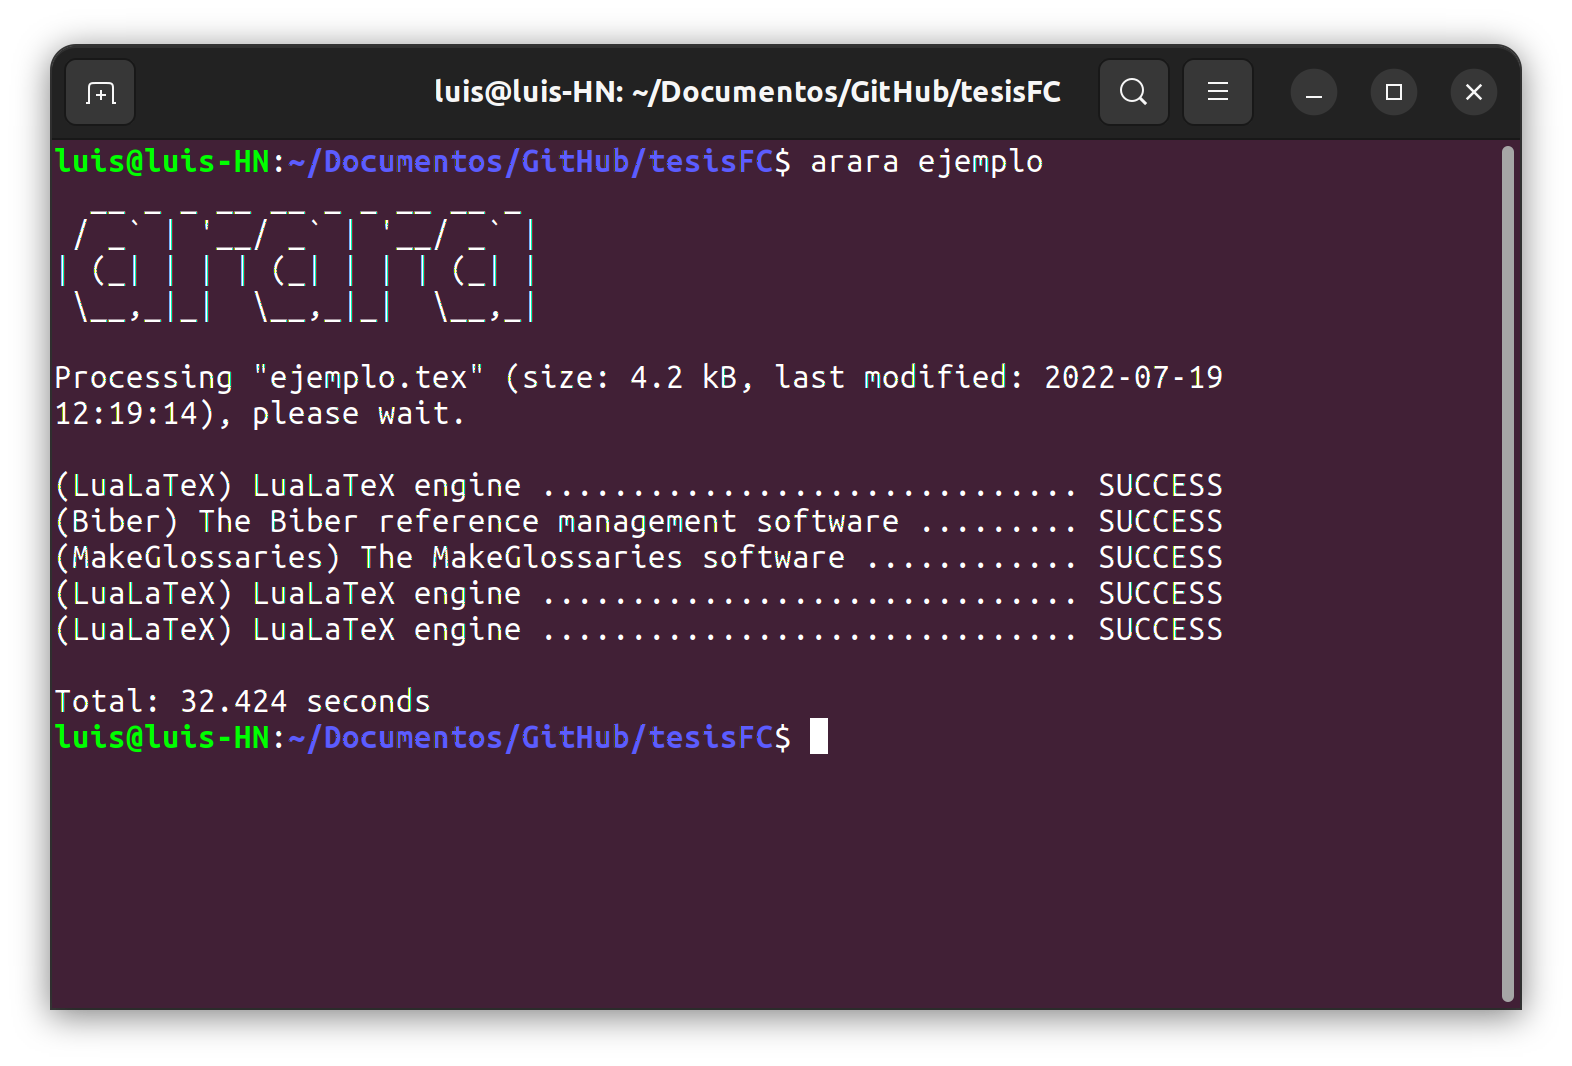 luis@luis-HN: ~/Documentos/GitHub/tesisFC
luis@luis-HN:~/Documentos/GitHub/tesisFC$ arara ejemplo
  __ _ _ __ __ _ _ __ __ _
 / _` | '__/ _` | '__/ _` |
| (_| | | | (_| | | | (_| |
 \__,_|_|  \__,_|_|  \__,_|
Processing "ejemplo.tex" (size: 4.2 kB, last modified: 2022-07-19
12:19:14), please wait.
(LuaLaTeX) LuaLaTeX engine .............................. SUCCESS
(Biber) The Biber reference management software ......... SUCCESS
(MakeGlossaries) The MakeGlossaries software ............ SUCCESS
(LuaLaTeX) LuaLaTeX engine .............................. SUCCESS
(LuaLaTeX) LuaLaTeX engine .............................. SUCCESS
Total: 32.424 seconds
luis@luis-HN:~/Documentos/GitHub/tesisFC$